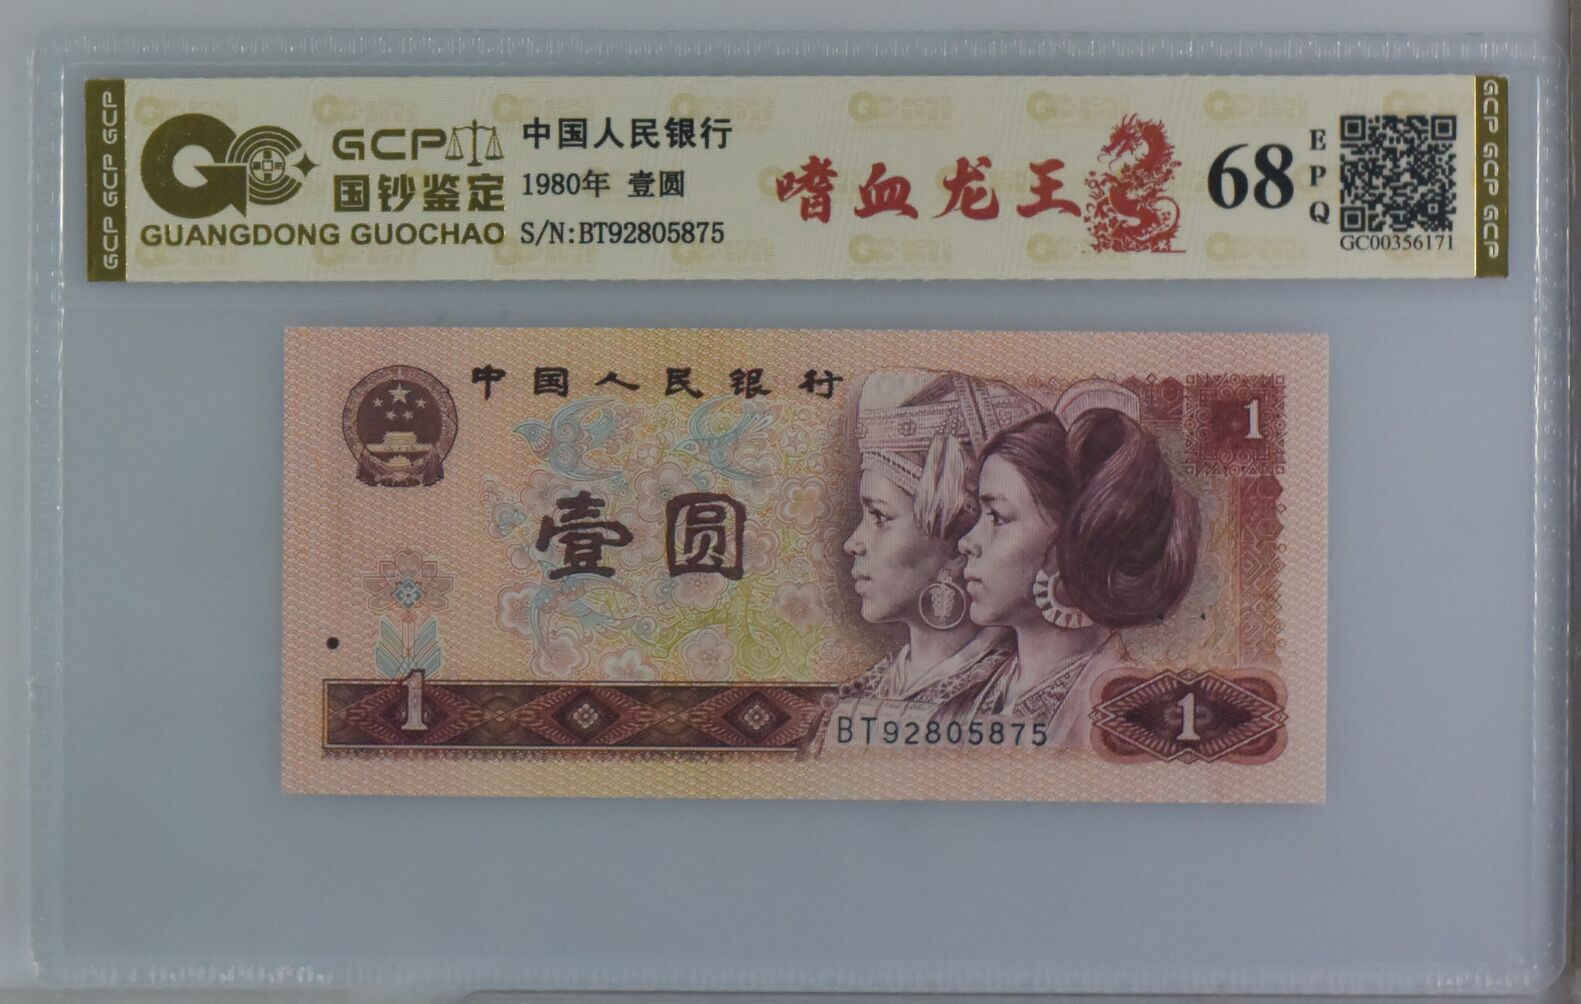 GCP GCP GCP
GCP
国钞鉴定
GUANGDONG GUOCHAO
中国人民银行
1980年 壹圆
S/N:BT92805875
嗜血龙王
68
EPQ
GC00356171
GCP GCP GCP
中国人民银行
1
壹圆
1
BT92805875
1